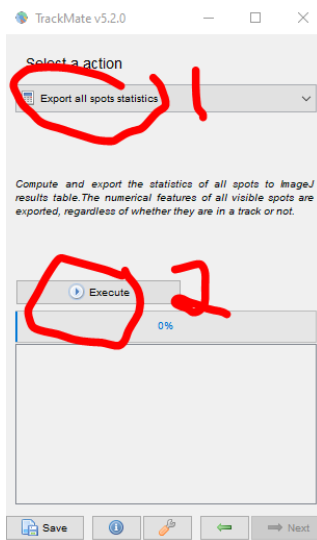 TrackMate v5.2.0
Select a action
Export all spots statistics
1
Compute and export the statistics of all spots to ImageJ
results table.The numerical features of all visible spots are
exported, regardless of whether they are in a track or not.
Execute
2
0%
Save
Next